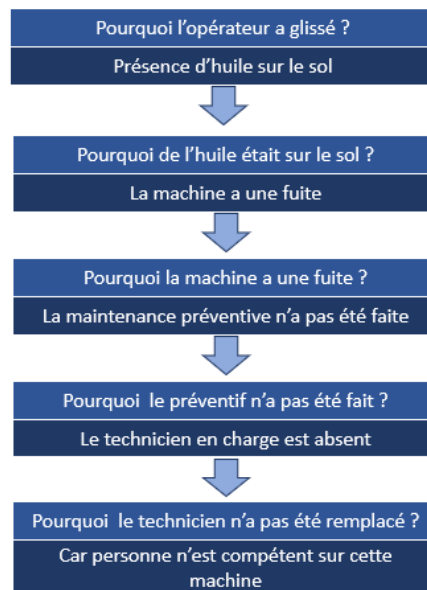 Pourquoi l'opérateur a glissé ?
Présence d'huile sur le sol
Pourquoi de l'huile était sur le sol ?
La machine a une fuite
Pourquoi la machine a une fuite ?
La maintenance préventive n'a pas été faite
Pourquoi  le préventif n'a pas été fait ?
Le technicien en charge est absent
Pourquoi  le technicien n'a pas été remplacé ?
Car personne n'est compétent sur cette
machine